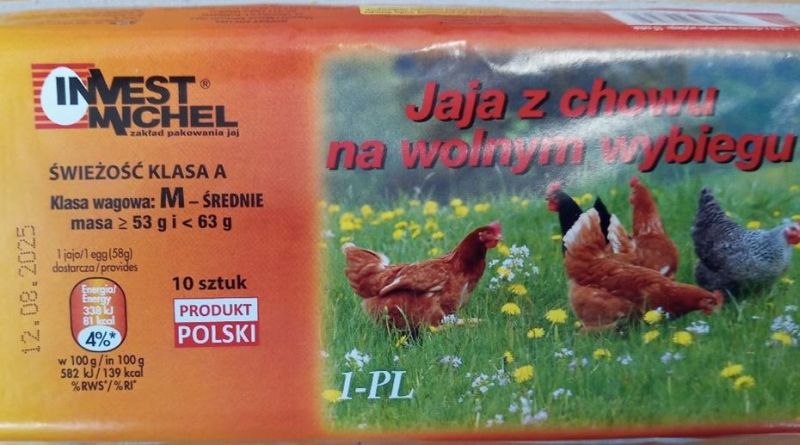 INVEST®
MICHEL
zakład pakowania jaj
ŚWIEŻOŚĆ KLASA A
Klasa wagowa: M – ŚREDNIE
masa ≥ 53 g i < 63 g
1 jajo/1 egg (58g)
dostarcza/provides
Energia/
Energy
338 kJ
81 kcal
4%*
w 100 g/in 100 g
582 kJ/139 kcal
%RWS*/%RI*
10 sztuk
PRODUKT
POLSKI
12.08.2025
Jaja z chowu
na wolnym wybiegu
1-PL